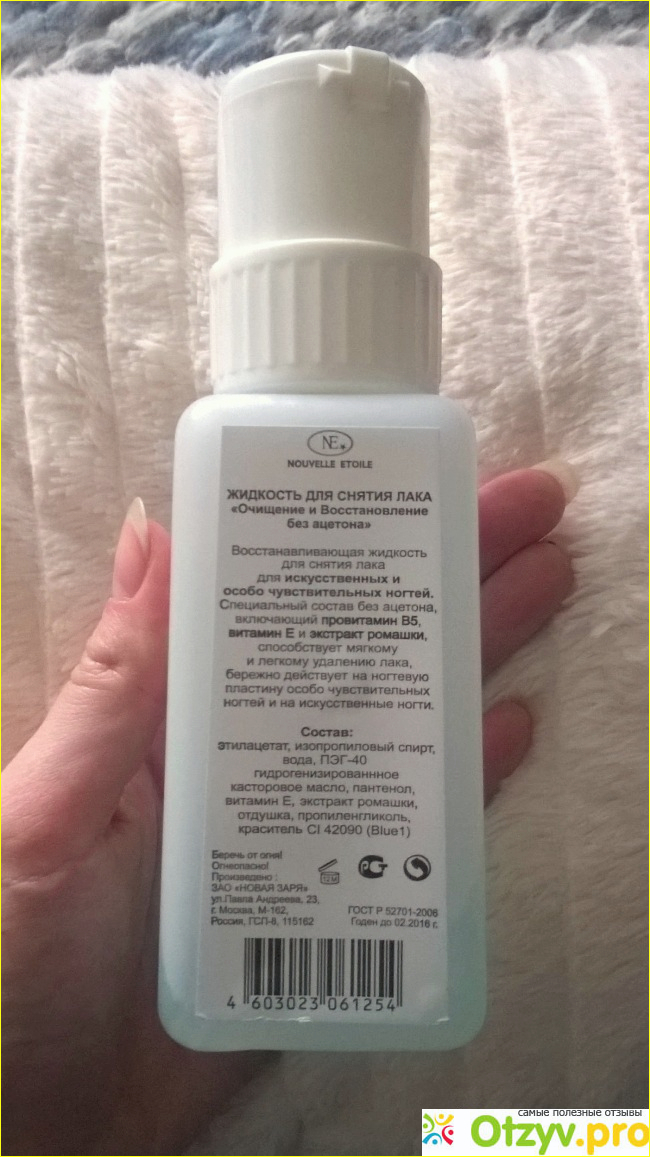 NE
NOUVELLE ETOILE
ЖИДКОСТЬ ДЛЯ СНЯТИЯ ЛАКА
«Очищение и Восстановление
без ацетона»
Восстанавливающая жидкость
для снятия лака
для искусственных и
особо чувствительных ногтей.
Специальный состав без ацетона,
включающий провитамин В5,
витамин Е и экстракт ромашки,
способствует мягкому
и легкому удалению лака,
бережно действует на ногтевую
пластину особо чувствительных
ногтей и на искусственные ногти.
Состав:
этилацетат, изопропиловый спирт,
вода, ПЭГ-40
гидрогенизированнное
касторовое масло, пантенол,
витамин Е, экстракт ромашки,
отдушка, пропиленгликоль,
краситель CI 42090 (Blue1)
Беречь от огня!
Огнеопасно!
Произведено :
ЗАО «НОВАЯ ЗАРЯ»
ул.Павла Андреева, 23,
г. Москва, М-162,
Россия, ГСП-8, 115162
12 M
РСТ
ГОСТ Р 52701-2006
Годен до 02.2016 г.
4 603023 061254
самые полезные отзывы
Otzyv.pro